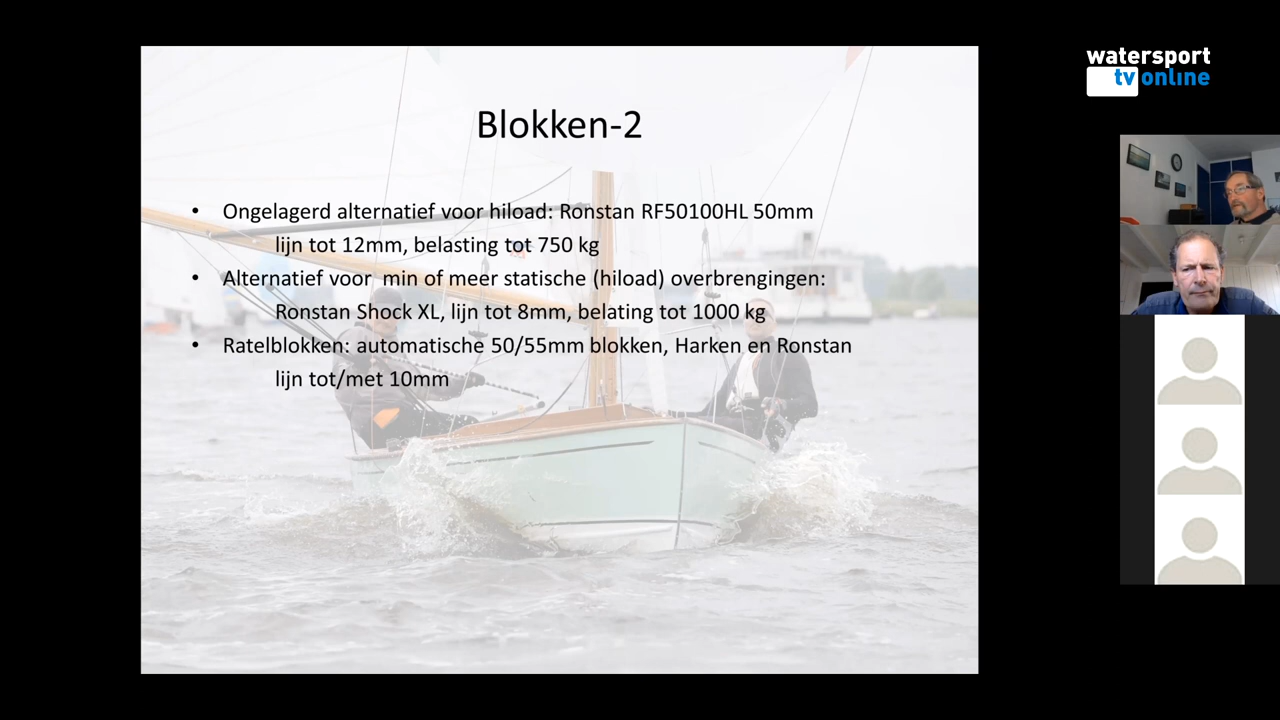 watersport
tv online
Blokken-2
• Ongelagerd alternatief voor hiload: Ronstan RF50100HL 50mm
lijn tot 12mm, belasting tot 750 kg
• Alternatief voor min of meer statische (hiload) overbrengingen:
Ronstan Shock XL, lijn tot 8mm, belating tot 1000 kg
• Ratelblokken: automatische 50/55mm blokken, Harken en Ronstan
lijn tot/met 10mm